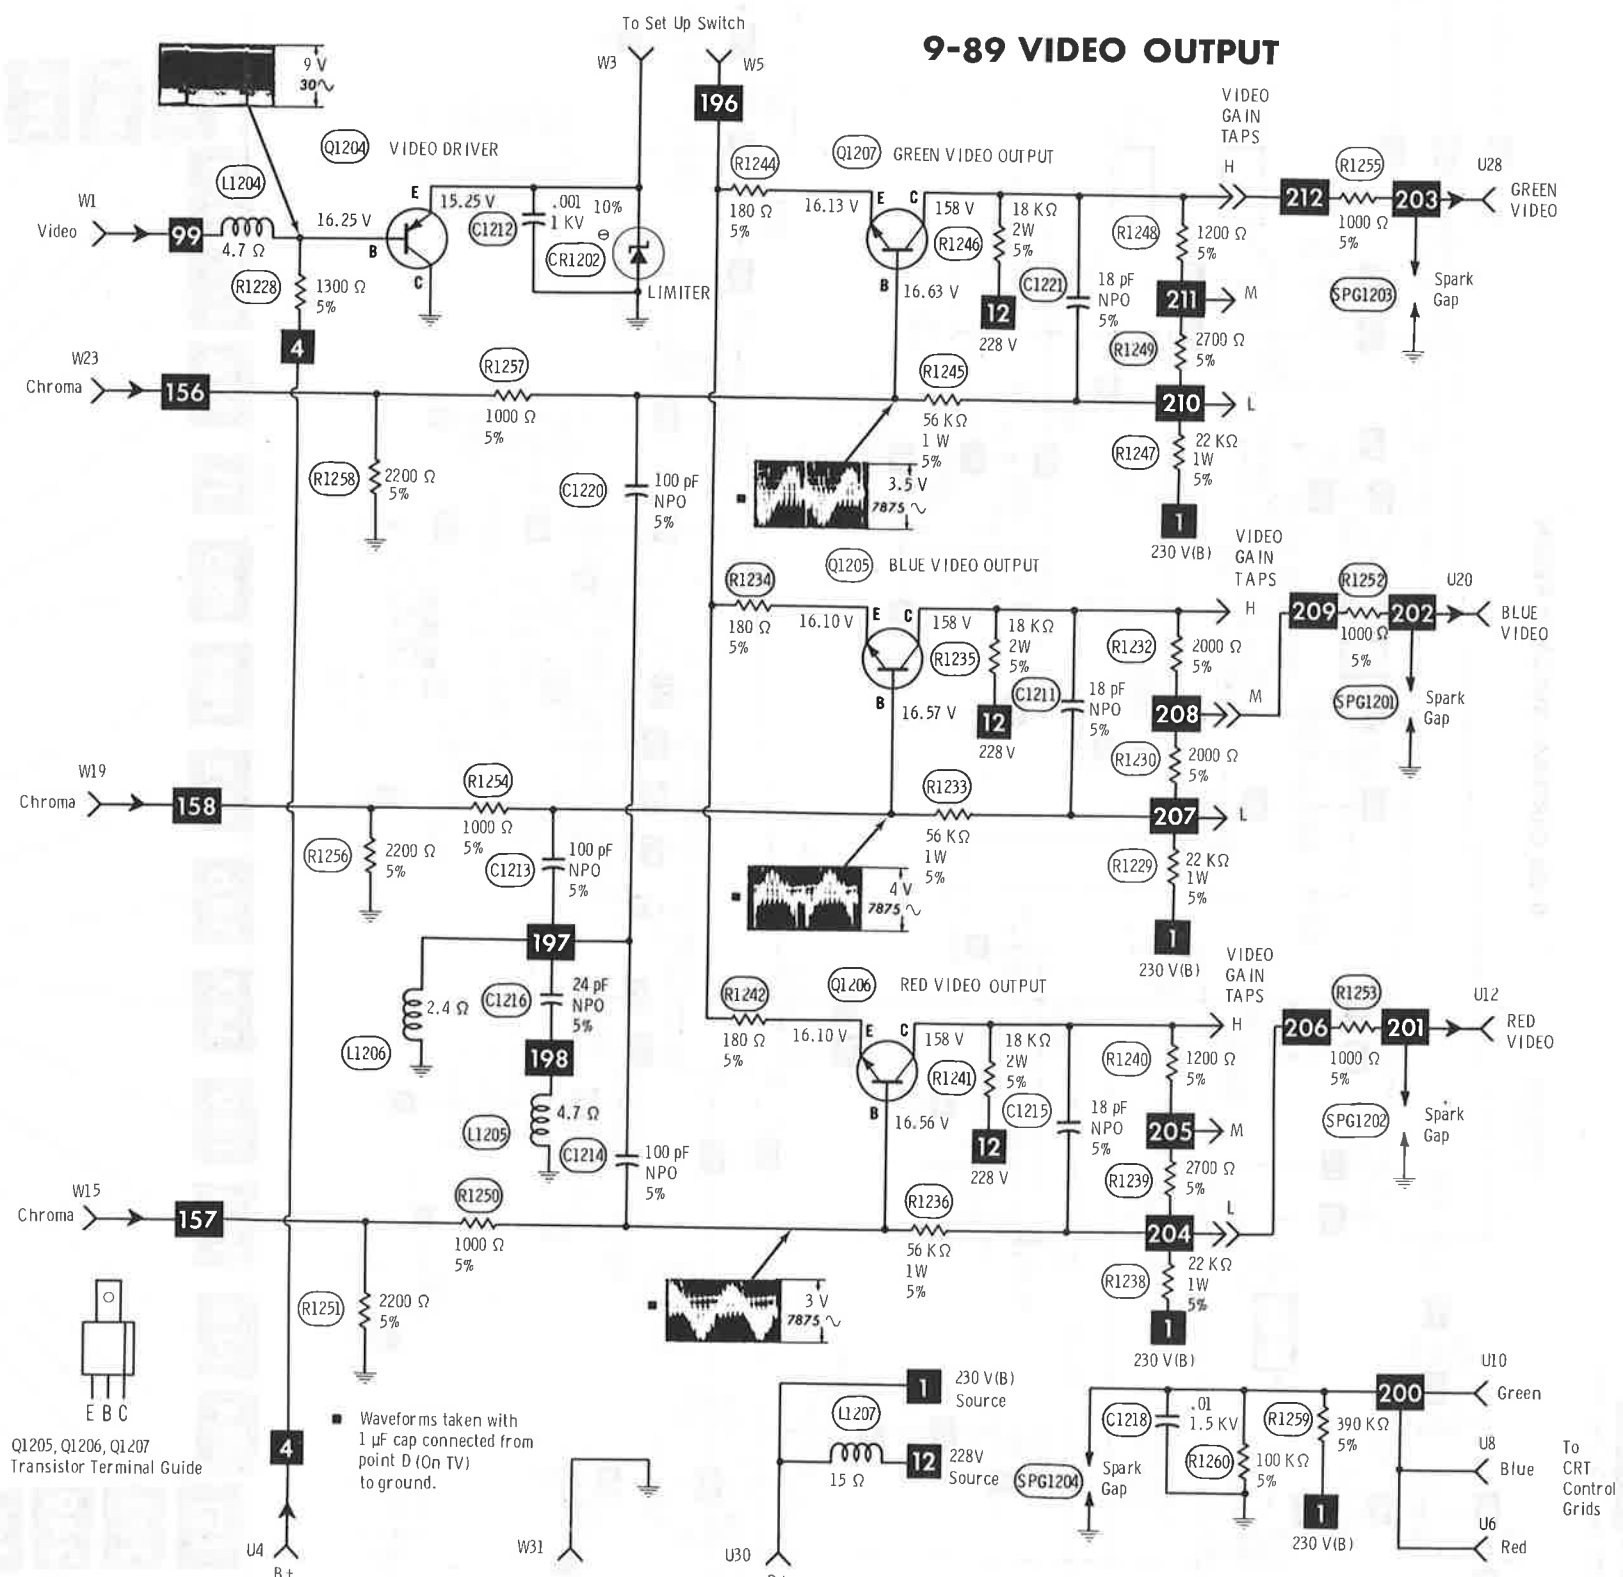 To Set Up Switch
9-89 VIDEO OUTPUT
W3
W5
9 V
30∿
196
VIDEO
GAIN
TAPS
Q1204
VIDEO DRIVER
Q1207
GREEN VIDEO OUTPUT
H
R1255
U28
L1204
E
15.25 V
.001
1 KV
10%
R1244
E
C
212
203
GREEN
VIDEO
W1
Video
99
16.25 V
C1212
⊖
180 Ω
5%
16.13 V
158 V
18 KΩ
2W
5%
R1246
R1248
1200 Ω
5%
1000 Ω
5%
4.7 Ω
B
CR1202
R1228
1300 Ω
5%
C
LIMITER
B
16.63 V
12
228 V
C1221
18 pF
NPO
5%
211
M
SPG1203
Spark
Gap
4
R1249
2700 Ω
5%
W23
Chroma
156
R1257
1000 Ω
5%
R1245
56 KΩ
1 W
5%
210
L
R1247
22 KΩ
1W
5%
R1258
2200 Ω
5%
C1220
100 pF
NPO
5%
3.5 V
■
7875∿
1
230 V(B)
VIDEO
GAIN
TAPS
Q1205
BLUE VIDEO OUTPUT
R1234
R1252
U20
E
C
H
209
202
BLUE
VIDEO
180 Ω
5%
16.10 V
158 V
18 KΩ
2W
5%
R1235
R1232
2000 Ω
5%
1000 Ω
5%
B
16.57 V
C1211
18 pF
NPO
5%
12
228 V
208
M
SPG1201
Spark
Gap
R1230
2000 Ω
5%
W19
Chroma
158
R1254
1000 Ω
5%
R1233
56 KΩ
1W
5%
207
L
R1256
2200 Ω
5%
C1213
100 pF
NPO
5%
R1229
22 KΩ
1W
5%
4 V
■
7875∿
197
1
230 V(B)
VIDEO
GAIN
TAPS
Q1206
RED VIDEO OUTPUT
R1242
R1253
U12
2.4 Ω
C1216
24 pF
NPO
5%
16.10 V
E
C
H
206
201
RED
VIDEO
180 Ω
5%
158 V
18 KΩ
2W
5%
L1206
198
R1241
R1240
1200 Ω
5%
1000 Ω
5%
4.7 Ω
L1205
B
16.56 V
C1215
18 pF
NPO
5%
205
M
SPG1202
Spark
Gap
C1214
100 pF
NPO
5%
12
228 V
R1239
2700 Ω
5%
W15
Chroma
157
R1250
1000 Ω
5%
R1236
56 KΩ
1W
5%
204
L
R1238
22 KΩ
1W
5%
R1251
2200 Ω
5%
3 V
■
7875∿
1
230 V(B)
E B C
Q1205, Q1206, Q1207
Transistor Terminal Guide
4
U4
B+
■ Waveforms taken with
1 µF cap connected from
point D (On TV)
to ground.
W31
1
230 V(B)
Source
L1207
15 Ω
12
228V
Source
U30
SPG1204
Spark
Gap
C1218
.01
1.5 KV
R1260
100 KΩ
5%
R1259
390 KΩ
5%
1
230 V(B)
200
U10
Green
U8
Blue
U6
Red
To
CRT
Control
Grids